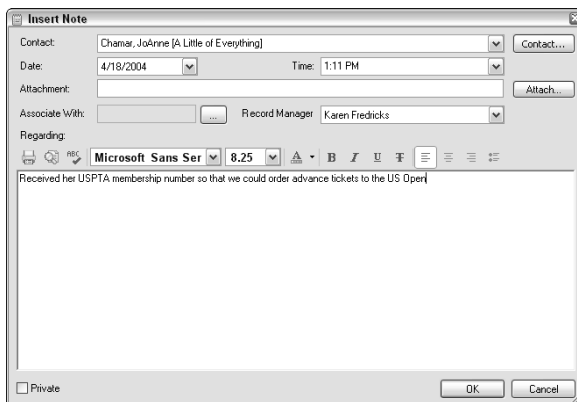 Insert Note
Contact: Chamar, JoAnne [A Little of Everything] Contact...
Date: 4/18/2004 Time: 1:11 PM
Attachment: Attach...
Associate With: ... Record Manager Karen Fredricks
Regarding:
ABC Microsoft Sans Ser 8.25 A B I U T
Received her USPTA membership number so that we could order advance tickets to the US Open
Private OK Cancel